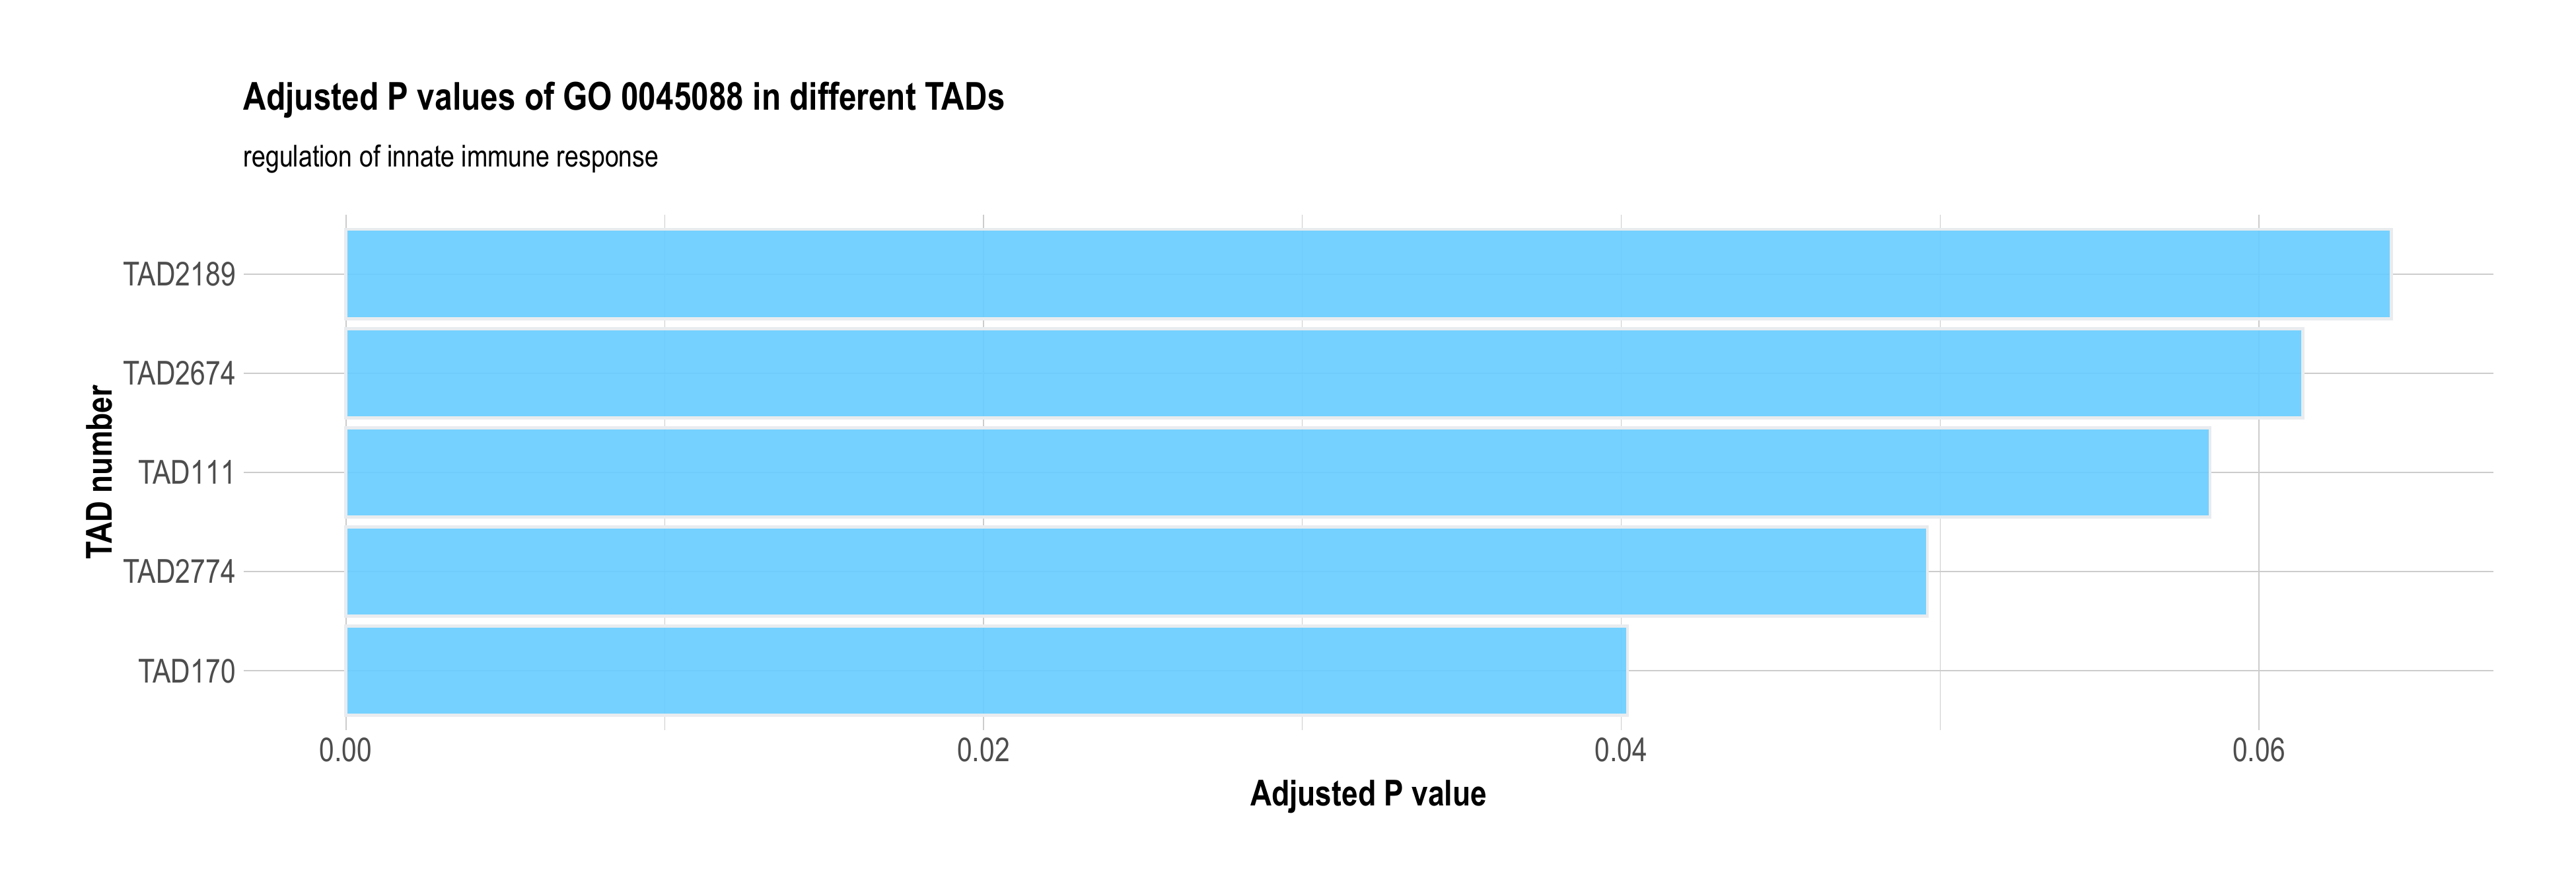 Adjusted P values of GO 0045088 in different TADs
regulation of innate immune response
TAD number
TAD2189
TAD2674
TAD111
TAD2774
TAD170
0.00 0.02 0.04 0.06
Adjusted P value